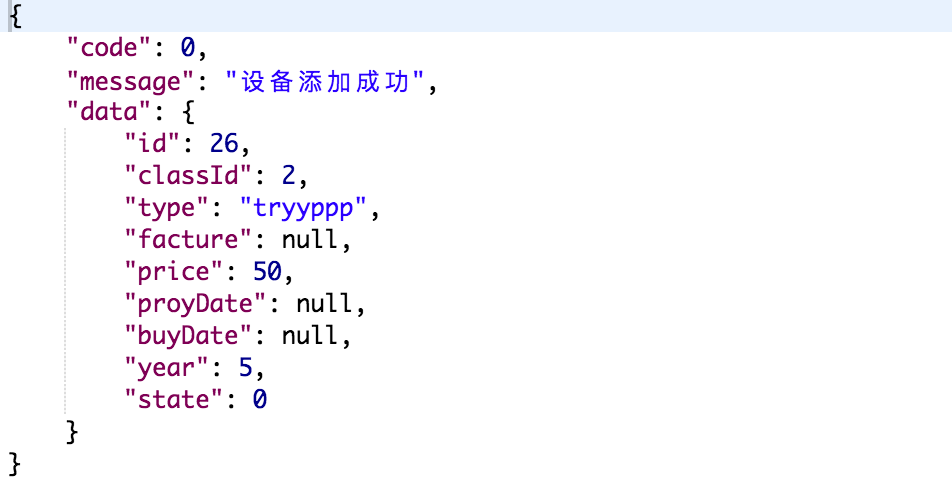 {
    "code": 0,
    "message": "设备添加成功",
    "data": {
        "id": 26,
        "classId": 2,
        "type": "tryyppp",
        "facture": null,
        "price": 50,
        "proyDate": null,
        "buyDate": null,
        "year": 5,
        "state": 0
    }
}